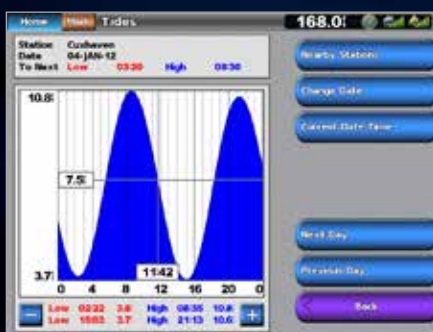 Home Main Tides 168.0
Station Cuxhaven
Date 04-JAN-12
To Next Low 03:20 High 08:30
Nearby Stations
Change Date
Current Date/Time
10.8
7.5
3.7
11:42
0 4 8 12 16 20 0
Next Day
Previous Day
Back
Low 02:22 3.8 High 08:35 10.8
Low 15:03 3.7 High 21:13 10.6